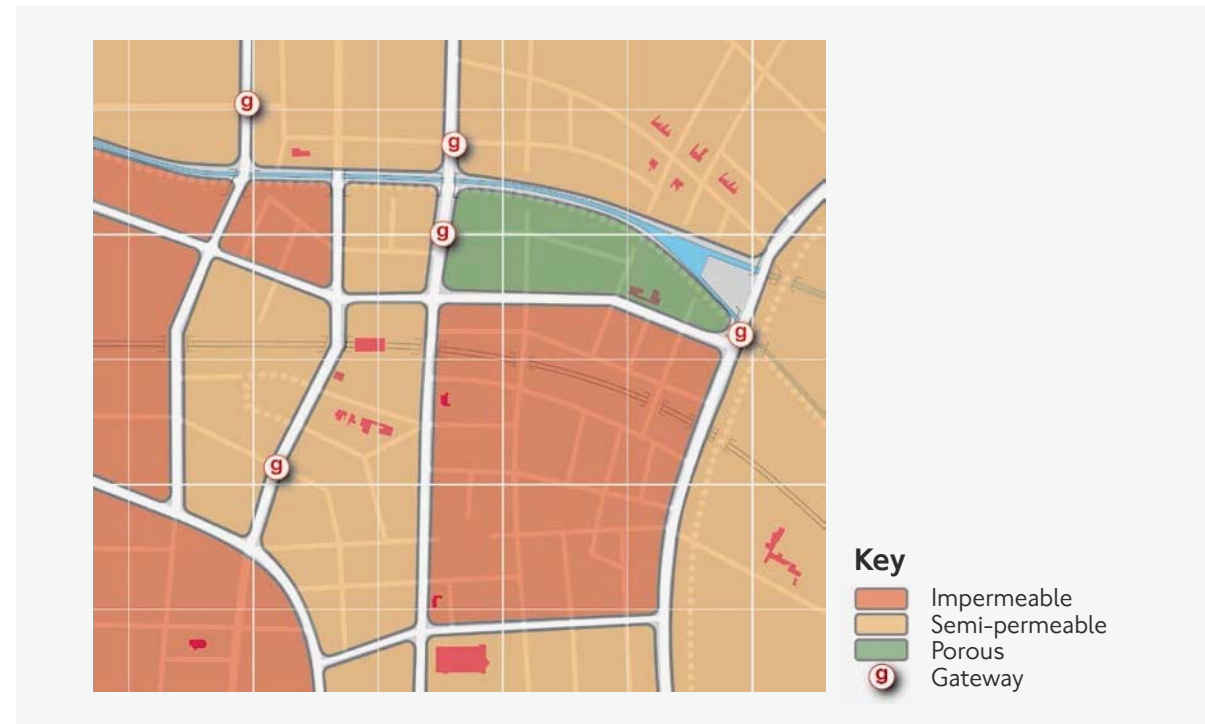 g
g
g
g
g
Key
Impermeable
Semi-permeable
Porous
g Gateway